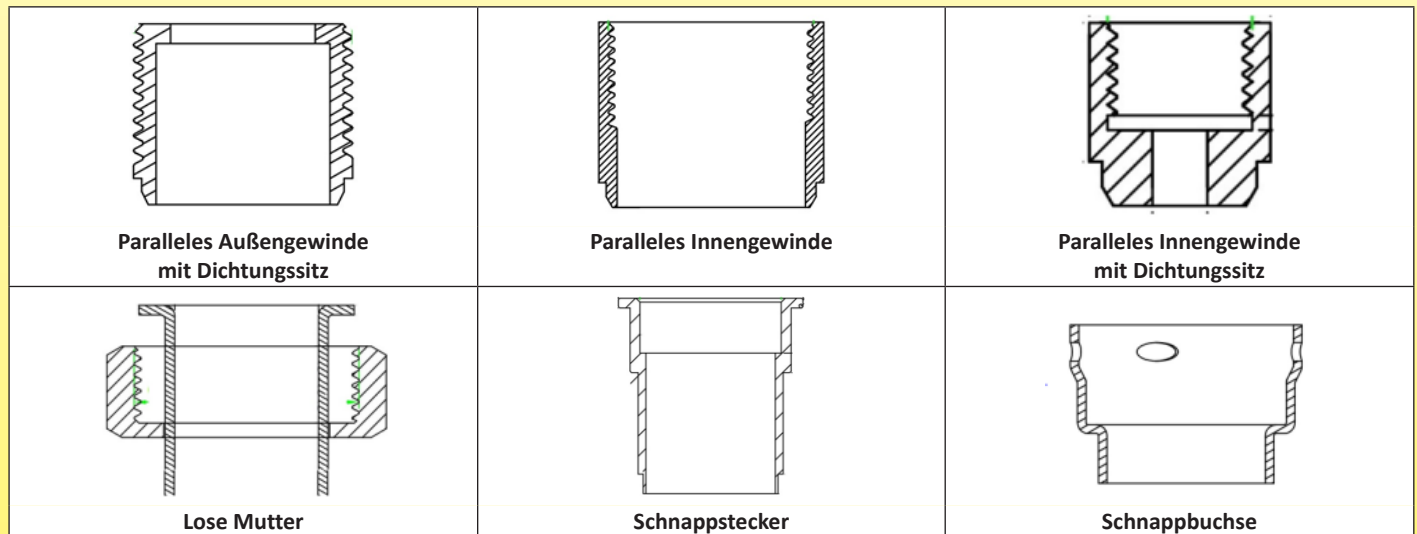 Paralleles Außengewinde
mit Dichtungssitz
Paralleles Innengewinde
Paralleles Innengewinde
mit Dichtungssitz
Lose Mutter
Schnappstecker
Schnappbuchse